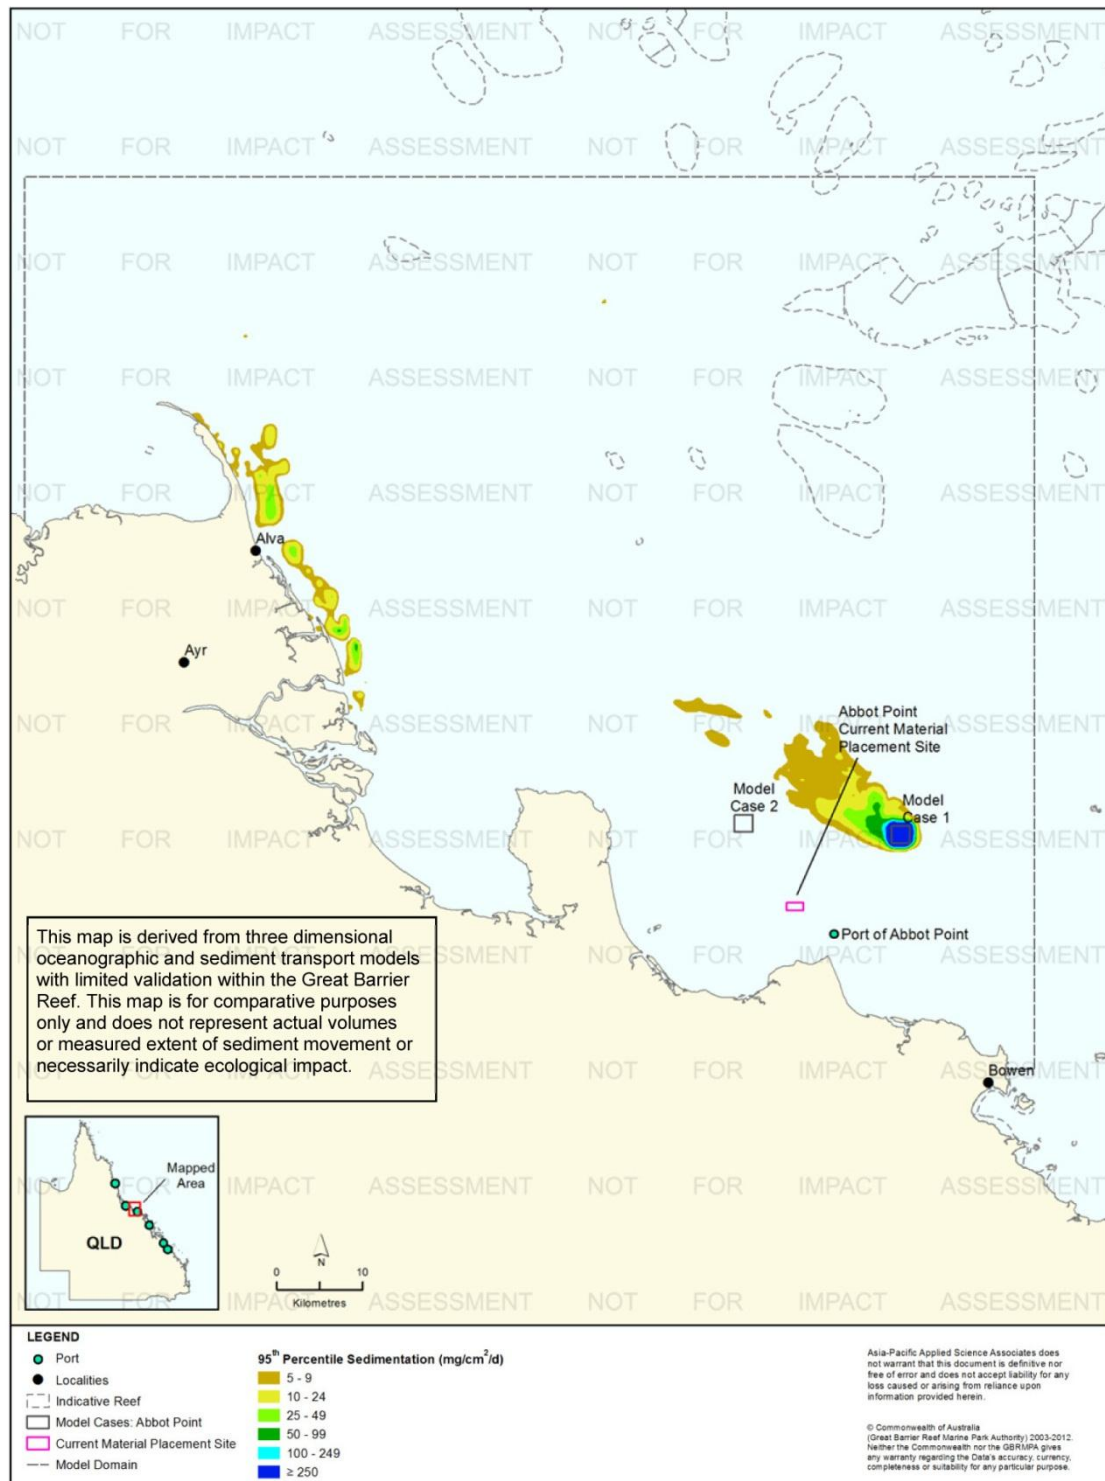 NOT FOR IMPACT ASSESSMENT NOT FOR IMPACT ASSESSMENT
NOT FOR IMPACT ASSESSMENT NOT FOR IMPACT ASSESSMENT
NOT FOR IMPACT ASSESSMENT NOT FOR IMPACT ASSESSMENT
NOT FOR IMPACT ASSESSMENT NOT FOR IMPACT ASSESSMENT
NOT FOR IMPACT ASSESSMENT NOT FOR IMPACT ASSESSMENT
Alva
NOT FOR IMPACT ASSESSMENT NOT FOR IMPACT ASSESSMENT
Ayr
Abbot Point
Current Material
Placement Site
NOT FOR IMPACT ASSESSMENT NOT FOR IMPACT ASSESSMENT
Model
Case 2
Model
Case 1
NOT FOR IMPACT ASSESSMENT NOT FOR IMPACT ASSESSMENT
Port of Abbot Point
This map is derived from three dimensional
oceanographic and sediment transport models
with limited validation within the Great Barrier
Reef. This map is for comparative purposes
only and does not represent actual volumes
or measured extent of sediment movement or
necessarily indicate ecological impact.
ASSESSMENT NOT FOR IMPACT ASSESSMENT
Bowen
NOT FOR IMPACT ASSESSMENT NOT FOR IMPACT ASSESSMENT
Mapped
Area
NOT FOR IMPACT ASSESSMENT NOT FOR IMPACT ASSESSMENT
QLD
N
0 10
Kilometres
NOT FOR IMPACT ASSESSMENT NOT FOR IMPACT ASSESSMENT
LEGEND
Port
Localities
Indicative Reef
Model Cases: Abbot Point
Current Material Placement Site
Model Domain
95th Percentile Sedimentation (mg/cm²/d)
5 - 9
10 - 24
25 - 49
50 - 99
100 - 249
≥ 250
Asia-Pacific Applied Science Associates does
not warrant that this document is definitive nor
free of error and does not accept liability for any
loss caused or arising from reliance upon
information provided herein.
© Commonwealth of Australia
(Great Barrier Reef Marine Park Authority) 2003-2012.
Neither the Commonwealth nor the GBRMPA gives
any warranty regarding the Data's accuracy, currency,
completeness or suitability for any particular purpose.